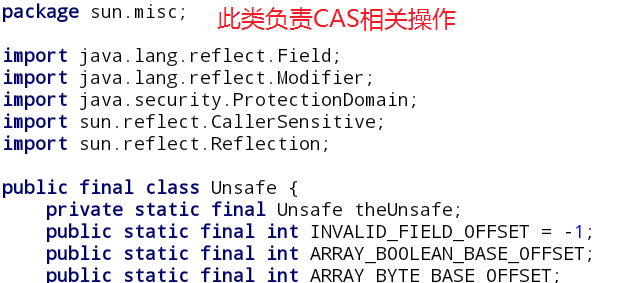 package sun.misc; 此类负责CAS相关操作
import java.lang.reflect.Field;
import java.lang.reflect.Modifier;
import java.security.ProtectionDomain;
import sun.reflect.CallerSensitive;
import sun.reflect.Reflection;
public final class Unsafe {
private static final Unsafe theUnsafe;
public static final int INVALID_FIELD_OFFSET = -1;
public static final int ARRAY_BOOLEAN_BASE_OFFSET;
public static final int ARRAY_BYTE_BASE_OFFSET;